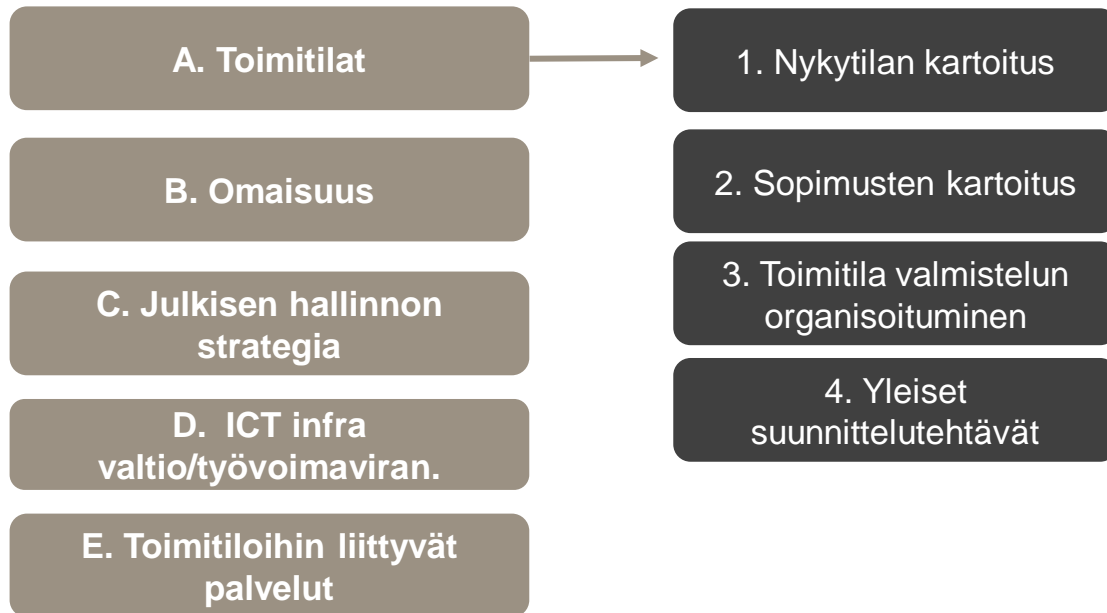 A. Toimitilat
B. Omaisuus
C. Julkisen hallinnon
strategia
D. ICT infra
valtio/työvoimaviran.
E. Toimitiloihin liittyvät
palvelut
1. Nykytilan kartoitus
2. Sopimusten kartoitus
3. Toimitila valmistelun
organisoituminen
4. Yleiset
suunnittelutehtävät